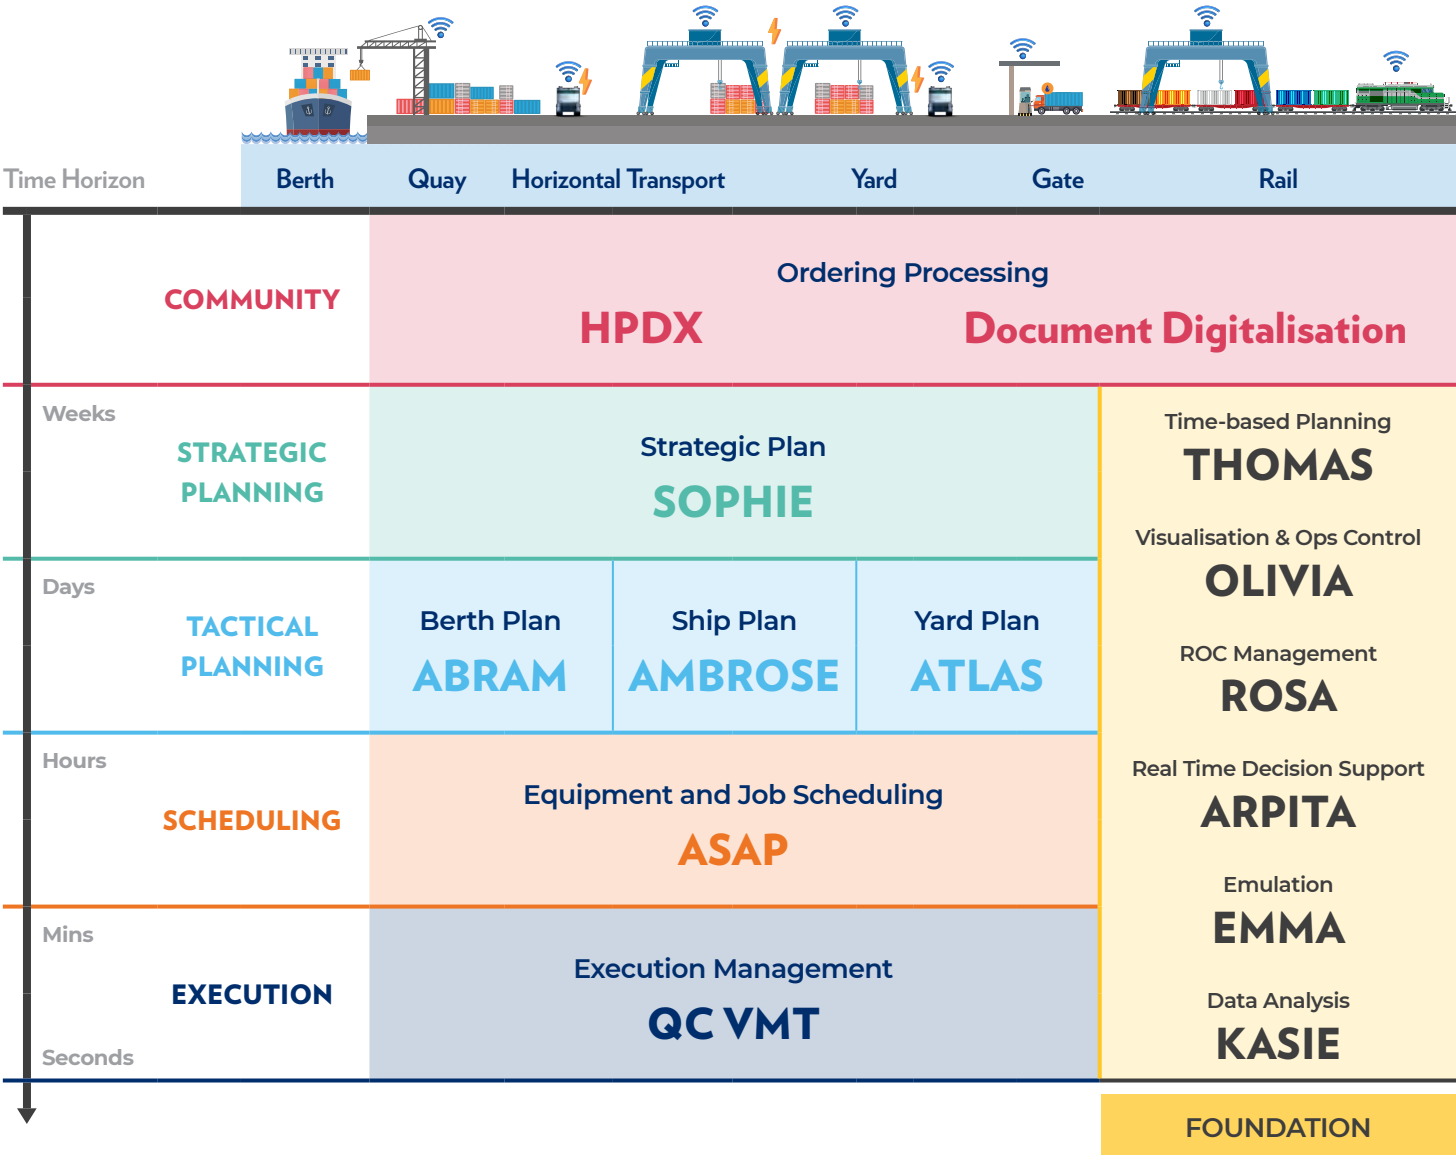 Time Horizon
Berth
Quay
Horizontal Transport
Yard
Gate
Rail
COMMUNITY
Ordering Processing
HPDX
Document Digitalisation
Weeks
STRATEGIC
PLANNING
Strategic Plan
SOPHIE
Days
TACTICAL
PLANNING
Berth Plan
ABRAM
Ship Plan
AMBROSE
Yard Plan
ATLAS
Hours
SCHEDULING
Equipment and Job Scheduling
ASAP
Mins
EXECUTION
Execution Management
QC VMT
Seconds
Time-based Planning
THOMAS
Visualisation & Ops Control
OLIVIA
ROC Management
ROSA
Real Time Decision Support
ARPITA
Emulation
EMMA
Data Analysis
KASIE
FOUNDATION